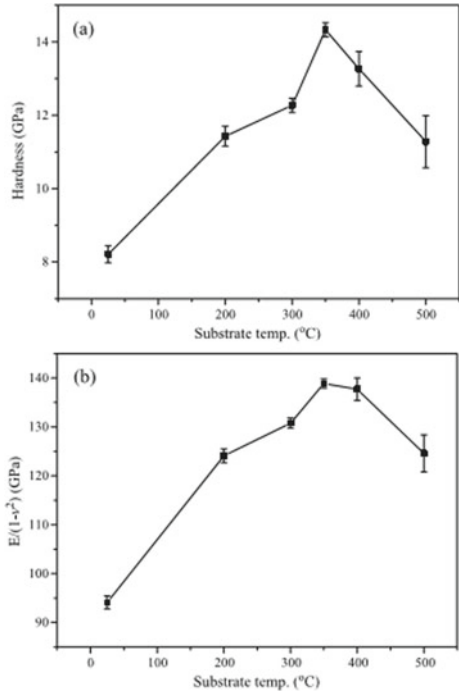 (a)
Hardness (GPa)
14
12
10
8
0 100 200 300 400 500
Substrate temp. (°C)
(b)
E/(1-ν²) (GPa)
140
130
120
110
100
90
0 100 200 300 400 500
Substrate temp. (°C)